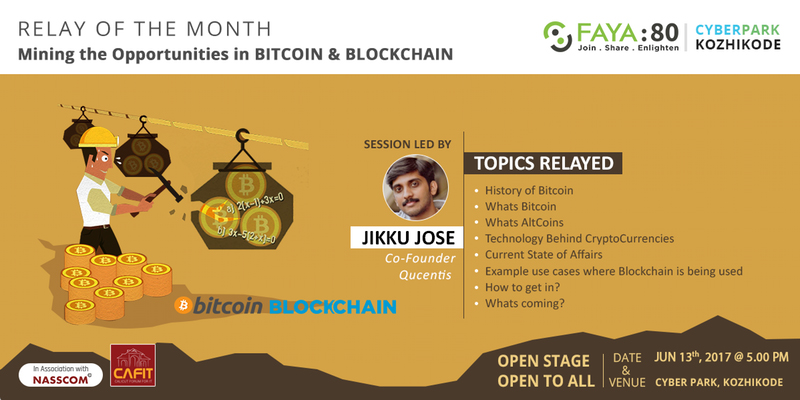 RELAY OF THE MONTH
Mining the Opportunities in BITCOIN & BLOCKCHAIN
FAYA:80
Join . Share . Enlighten
CYBERPARK
KOZHIKODE
8) 2(x-1)+3x=0
b) 3x-5(2+x)=0
bitcoin BLOCKCHAIN
SESSION LED BY
JIKKU JOSE
Co-Founder
Qucentis
TOPICS RELAYED
• History of Bitcoin
• Whats Bitcoin
• Whats AltCoins
• Technology Behind CryptoCurrencies
• Current State of Affairs
• Example use cases where Blockchain is being used
• How to get in?
• Whats coming?
In Association with
NASSCOM®
CAFIT
OPEN STAGE
OPEN TO ALL
DATE
&
VENUE
JUN 13th, 2017 @ 5.00 PM
CYBER PARK, KOZHIKODE